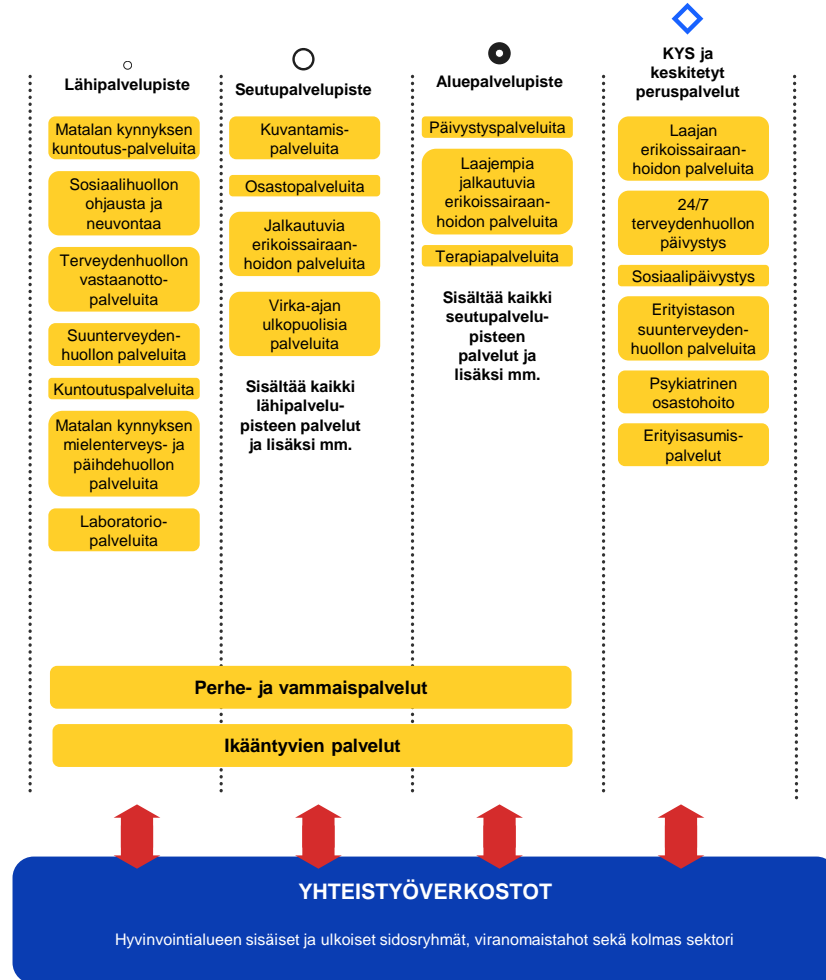 Lähipalvelupiste
Matalan kynnyksen
kuntoutus-palveluita
Sosiaalihuollon
ohjausta ja
neuvontaa
Terveydenhuollon
vastaanotto-
palveluita
Suunterveyden-
huollon palveluita
Kuntoutuspalveluita
Matalan kynnyksen
mielenterveys- ja
päihdehuollon
palveluita
Laboratorio-
palveluita
Seutupalvelupiste
Kuvantamis-
palveluita
Osastopalveluita
Jalkautuvia
erikoissairaan-
hoidon palveluita
Virka-ajan
ulkopuolisia
palveluita
Sisältää kaikki
lähipalvelu-
pisteen palvelut
ja lisäksi mm.
Aluepalvelupiste
Päivystyspalveluita
Laajempia
jalkautuvia
erikoissairaan-
hoidon palveluita
Terapiapalveluita
Sisältää kaikki
seutupalvelu-
pisteen
palvelut ja
lisäksi mm.
KYS ja
keskitetyt
peruspalvelut
Laajan
erikoissairaan-
hoidon palveluita
24/7
terveydenhuollon
päivystys
Sosiaalipäivystys
Erityistason
suunterveyden-
huollon palveluita
Psykiatrinen
osastohoito
Erityisasumis-
palvelut
Perhe- ja vammaispalvelut
Ikääntyvien palvelut
YHTEISTYÖVERKOSTOT
Hyvinvointialueen sisäiset ja ulkoiset sidosryhmät, viranomaistahot sekä kolmas sektori